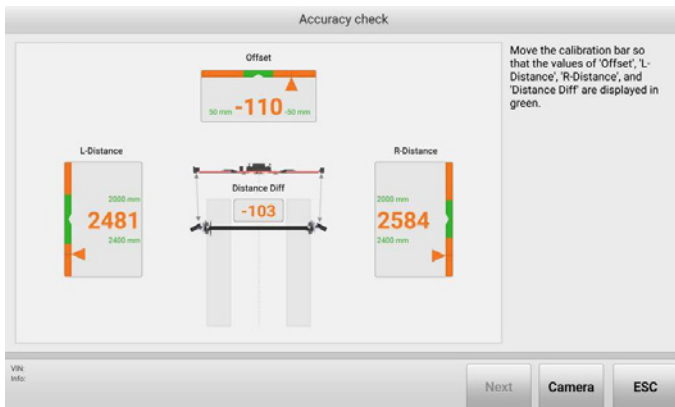 Accuracy check
Offset
50 mm -110 -50 mm
L-Distance
2000 mm
2481
2400 mm
Distance Diff
-103
R-Distance
2000 mm
2584
2400 mm
Move the calibration bar so
that the values of 'Offset', 'L-
Distance', 'R-Distance', and
'Distance Diff' are displayed in
green.
VIN:
Info:
Next
Camera
ESC